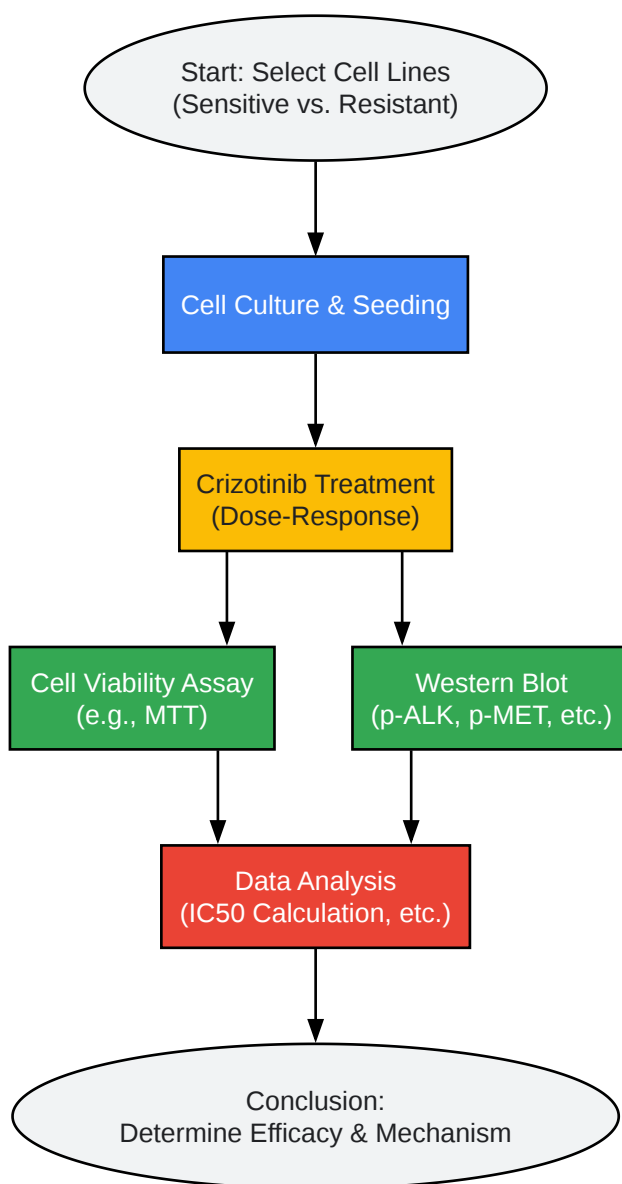 Start: Select Cell Lines
(Sensitive vs. Resistant)
Cell Culture & Seeding
Crizotinib Treatment
(Dose-Response)
Cell Viability Assay
(e.g., MTT)
Western Blot
(p-ALK, p-MET, etc.)
Data Analysis
(IC50 Calculation, etc.)
Conclusion:
Determine Efficacy & Mechanism